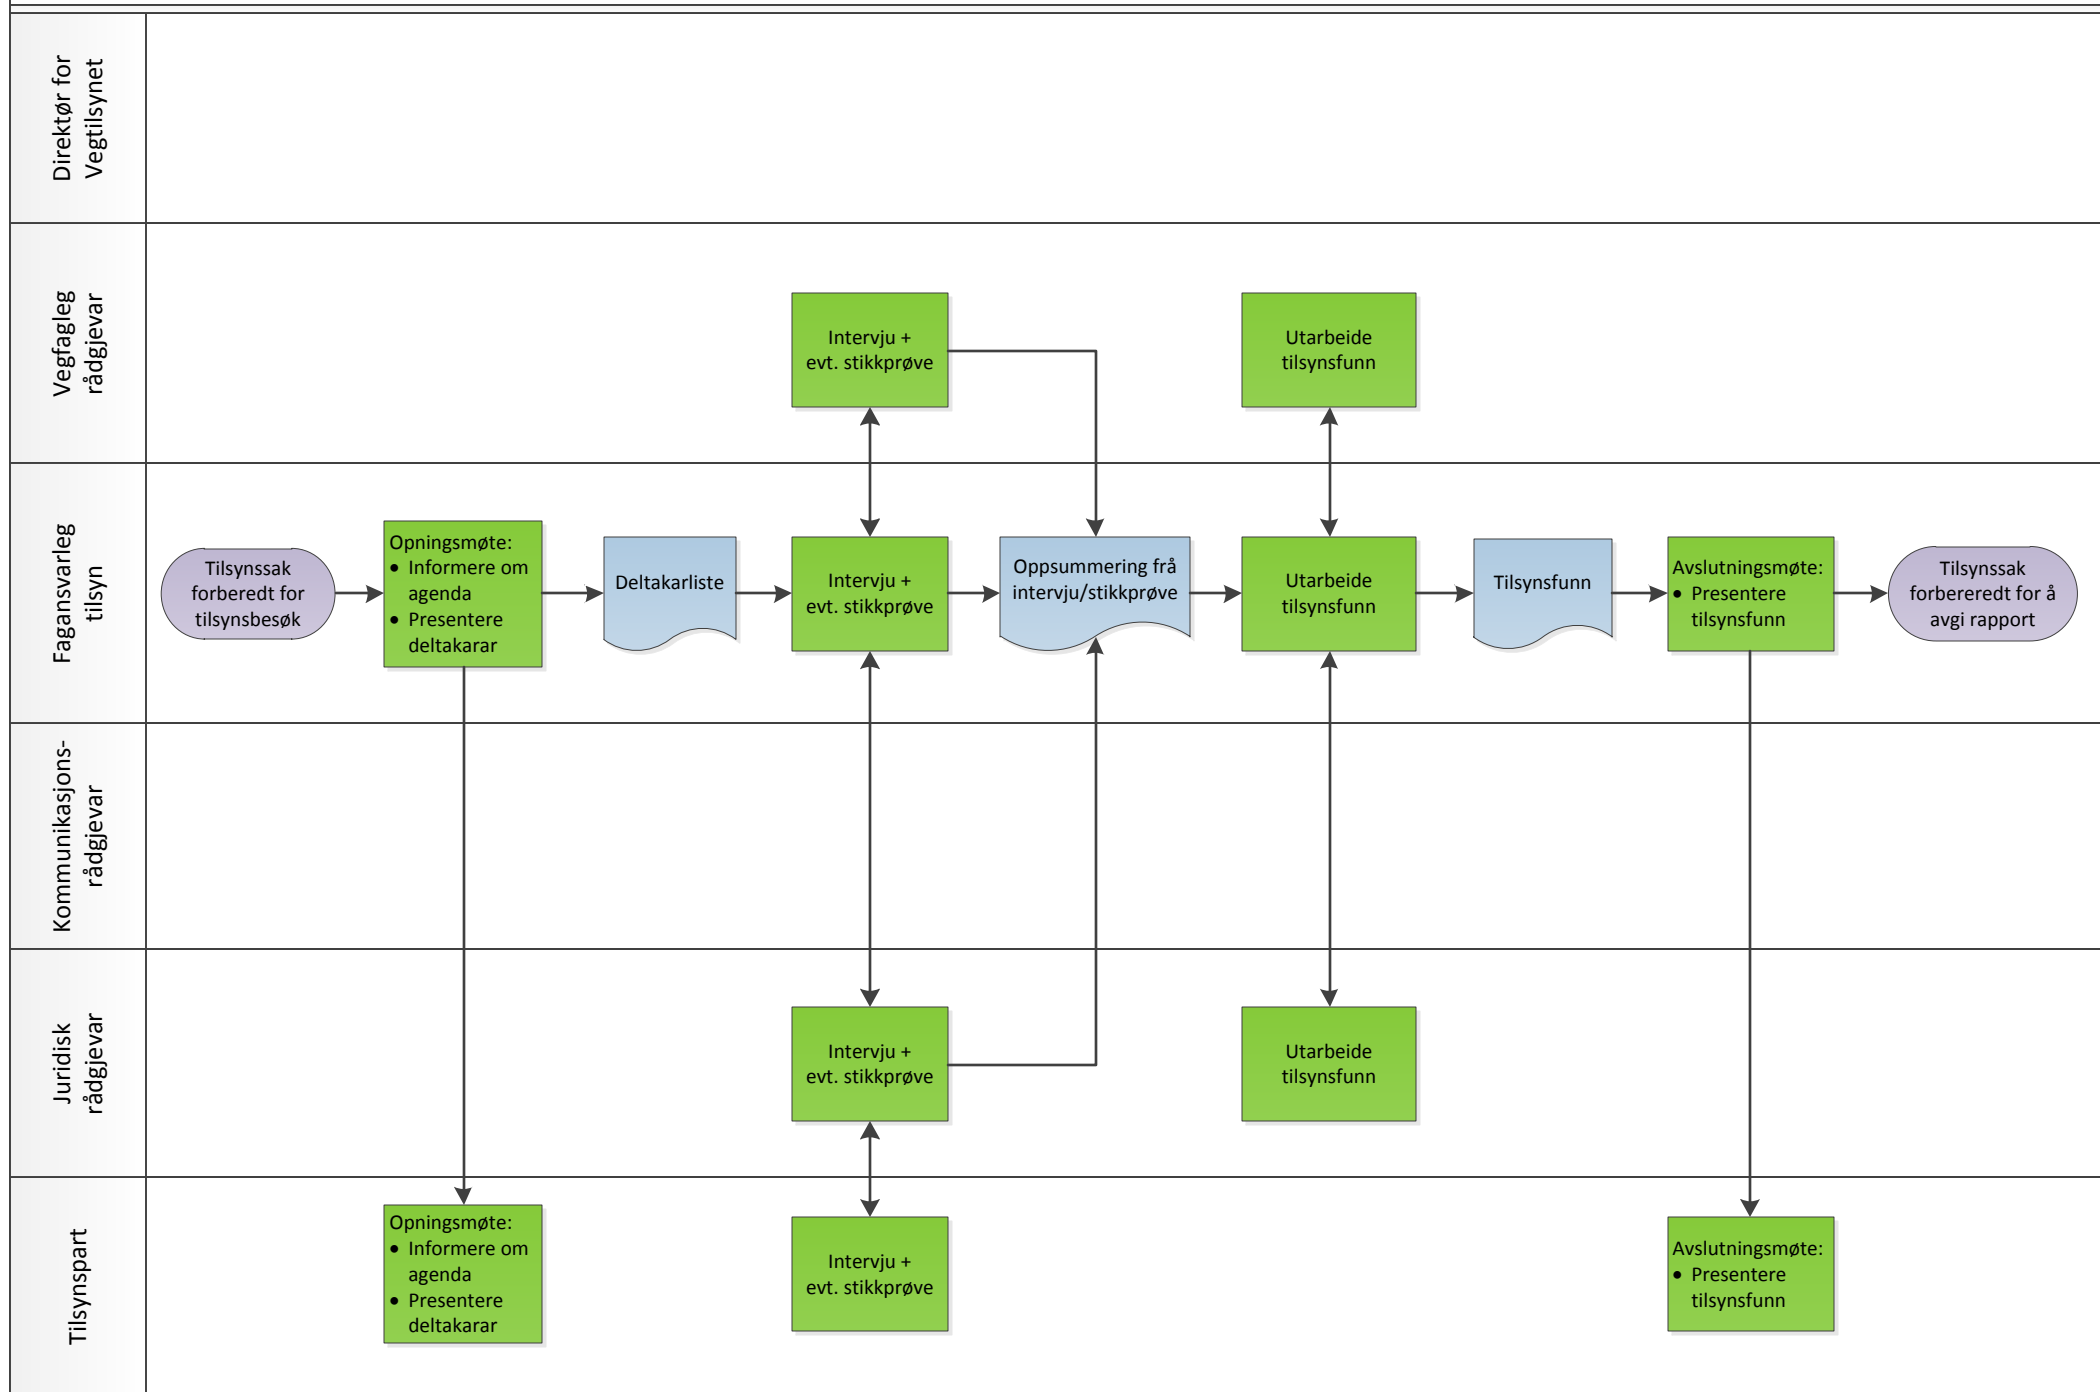 Direktør for
Vegtilsynet
Vegfagleg
rådgjevar
Intervju +
evt. stikkprøve
Utarbeide
tilsynsfunn
Fagansvarleg
tilsyn
Tilsynssak
forberedt for
tilsynsbesøk
Opningsmøte:
• Informere om
agenda
• Presentere
deltakarar
Deltakarliste
Intervju +
evt. stikkprøve
Oppsummering frå
intervju/stikkprøve
Utarbeide
tilsynsfunn
Tilsynsfunn
Avslutningsmøte:
• Presentere
tilsynsfunn
Tilsynssak
forbereredt for å
avgi rapport
Kommunikasjons-
rådgjevar
Juridisk
rådgjevar
Intervju +
evt. stikkprøve
Utarbeide
tilsynsfunn
Tilsynspart
Opningsmøte:
• Informere om
agenda
• Presentere
deltakarar
Intervju +
evt. stikkprøve
Avslutningsmøte:
• Presentere
tilsynsfunn